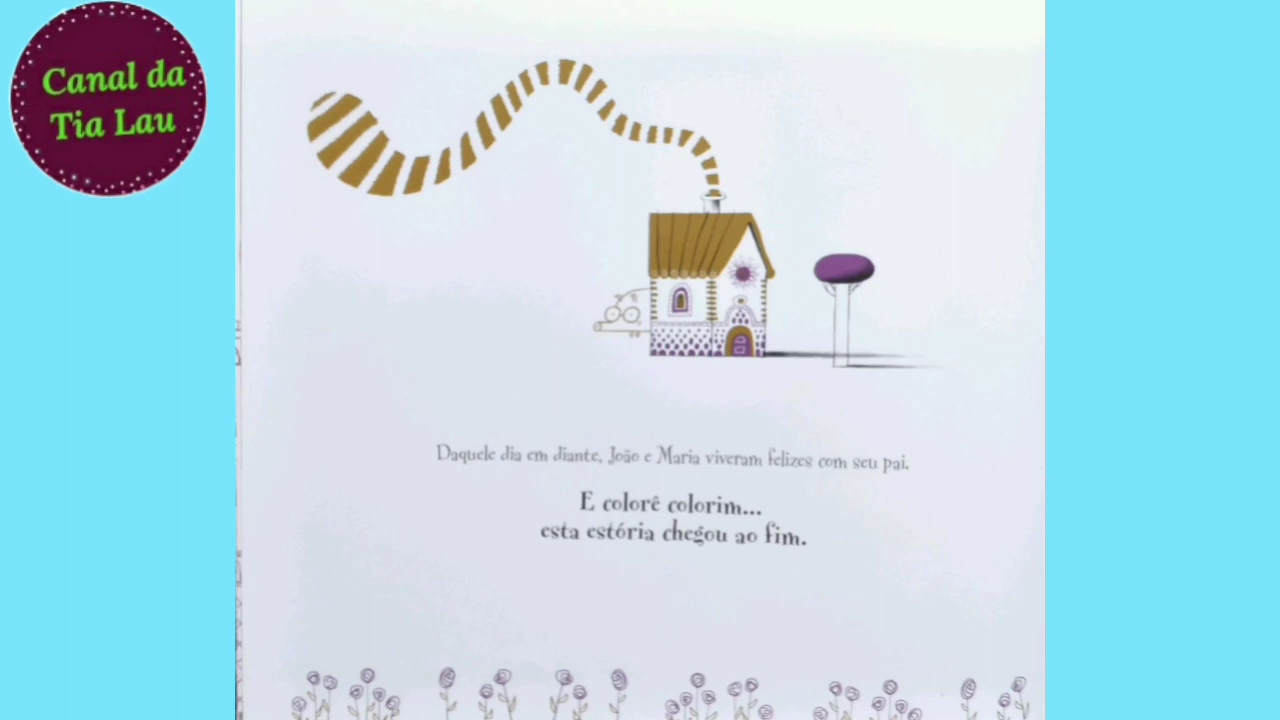 Canal da
Tia Lau
Daquele dia em diante, João e Maria viveram felizes com seu pai.
E colorê colorim...
esta estória chegou ao fim.